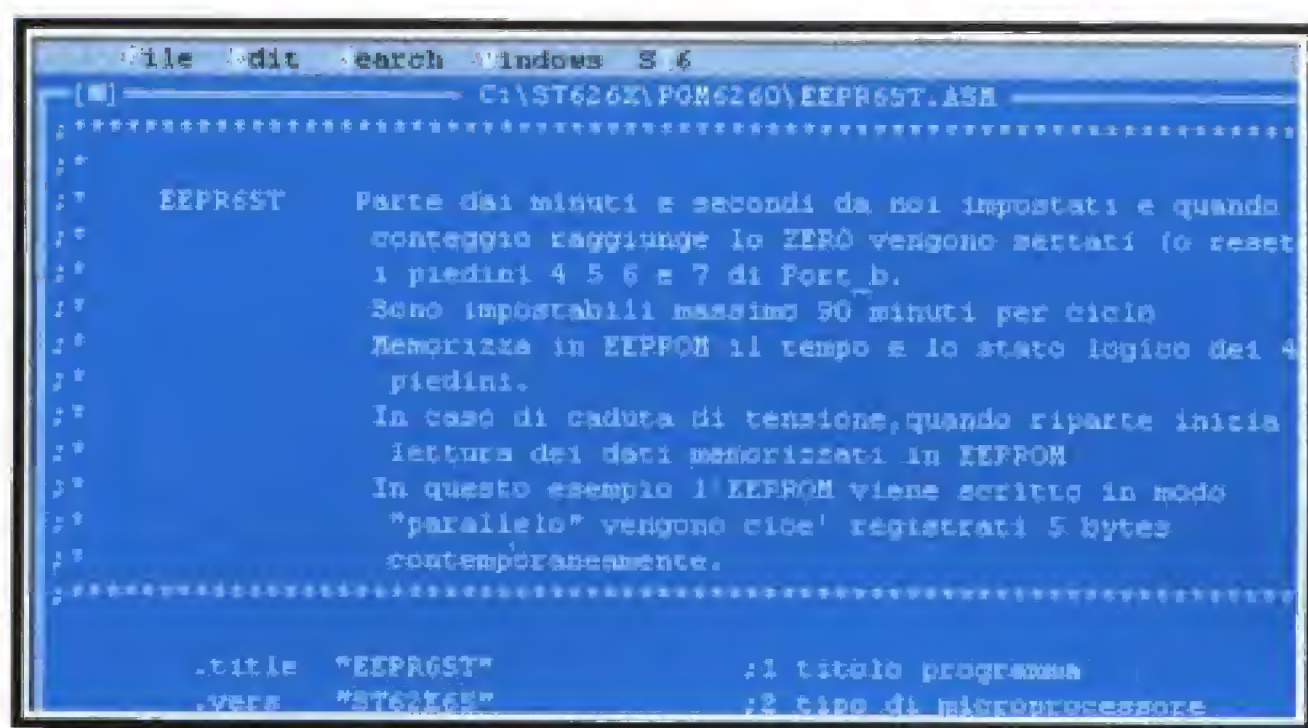 File Edit Search Windows S 6
[■] C:\ST626X\PGM6260\EEPR6ST.ASM
;**********************************************************************
;*
;* EEPR6ST Parte dai minuti e secondi da noi impostati e quando
;* conteggio raggiunge lo ZERO vengono settati (o reset
;* i piedini 4 5 6 e 7 di Port_b.
;* Sono impostabili massimo 90 minuti per ciclo
;* Memorizza in EEPROM il tempo e lo stato logico dei 4
;* piedini.
;* In caso di caduta di tensione,quando riparte inizia
;* lettura dei dati memorizzati in EEPROM
;* In questo esempio l'EEPROM viene scritto in modo
;* "parallelo" vengono cioe' registrati 5 bytes
;* contemporaneamente.
;**********************************************************************
.title "EEPR6ST" ;1 titolo programma
.vers "ST62E65" ;2 tipo di microprocessore